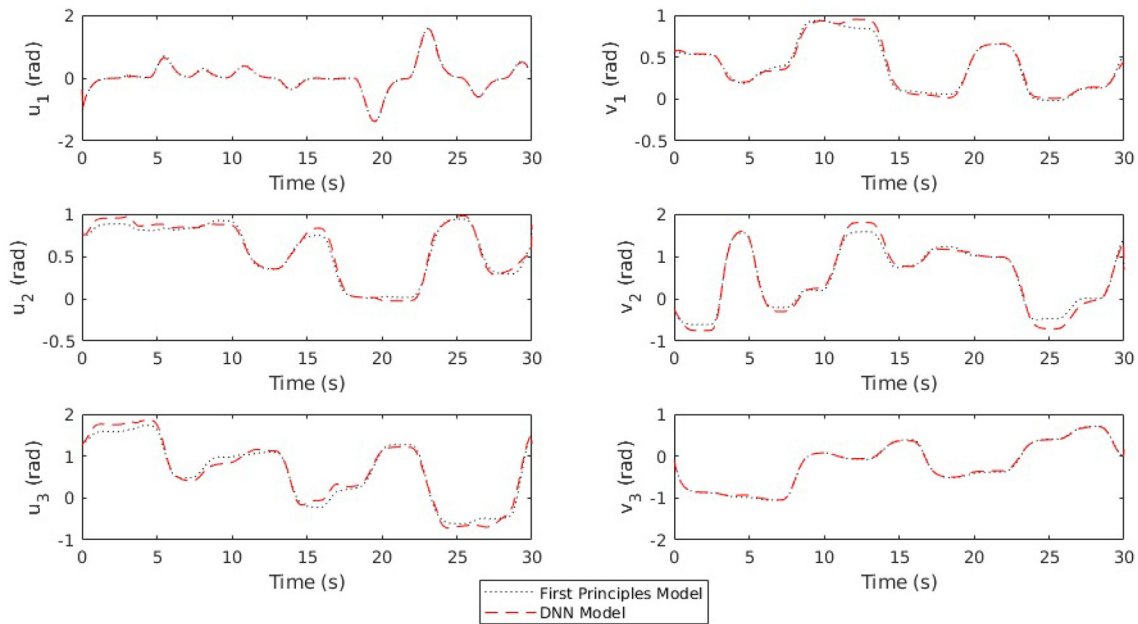 2
0
-2
u1 (rad)
0 5 10 15 20 25 30
Time (s)
1
0.5
0
-0.5
v1 (rad)
0 5 10 15 20 25 30
Time (s)
1
0.5
0
-0.5
u2 (rad)
0 5 10 15 20 25 30
Time (s)
2
1
0
-1
v2 (rad)
0 5 10 15 20 25 30
Time (s)
2
1
0
-1
u3 (rad)
0 5 10 15 20 25 30
Time (s)
1
0
-1
-2
v3 (rad)
0 5 10 15 20 25 30
Time (s)
First Principles Model
DNN Model